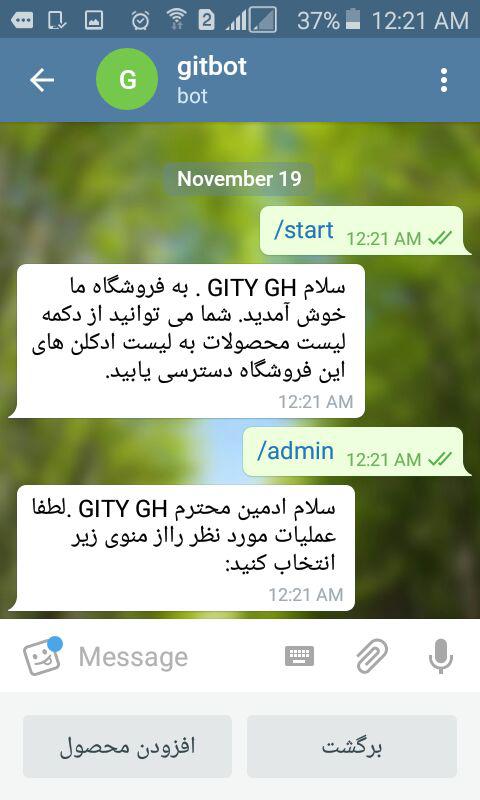 2 37% 12:21 AM
G
gitbot
bot
November 19
/start 12:21 AM
سلام GITY GH . به فروشگاه ما
خوش آمدید. شما می توانید از دکمه
لیست محصولات به لیست ادکلن های
این فروشگاه دسترسی یابید.
12:21 AM
/admin 12:21 AM
سلام ادمین محترم GITY GH .لطفا
عملیات مورد نظر رااز منوی زیر
انتخاب کنید:
12:21 AM
Message
افزودن محصول
برگشت